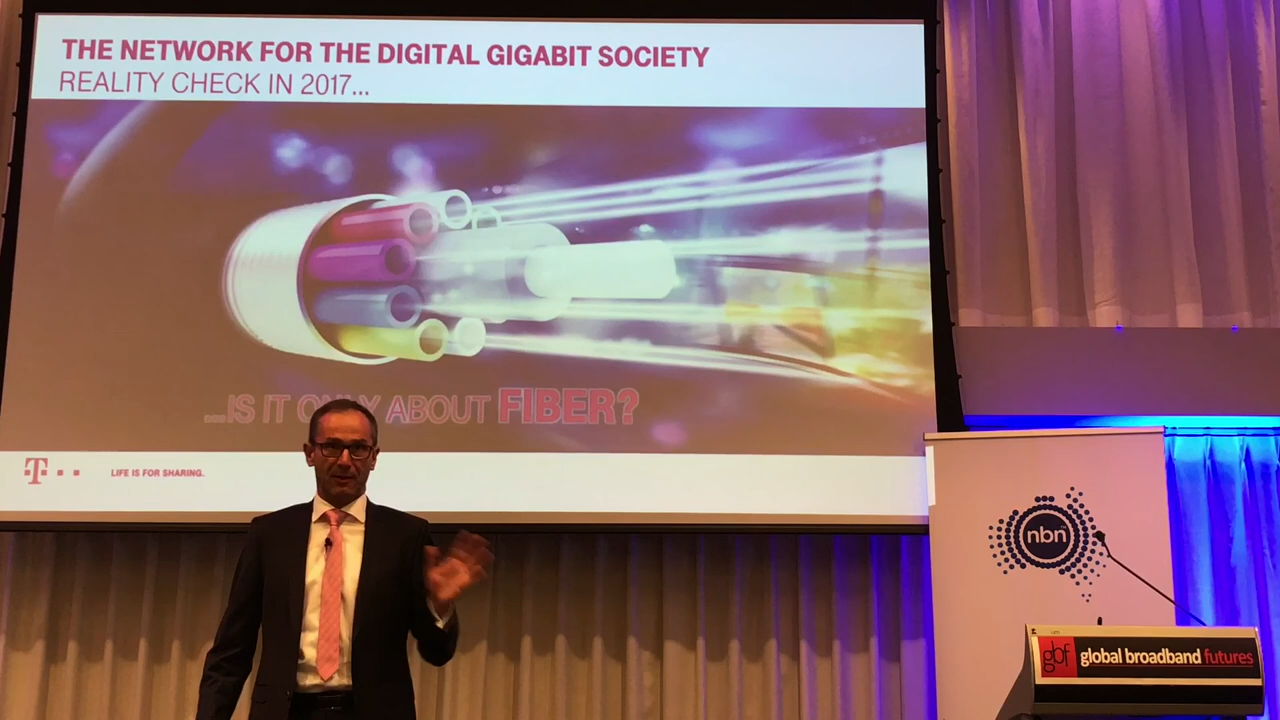 THE NETWORK FOR THE DIGITAL GIGABIT SOCIETY
REALITY CHECK IN 2017...
...IS IT ONLY ABOUT FIBER?
T
LIFE IS FOR SHARING.
nbn
gbf global broadband futures